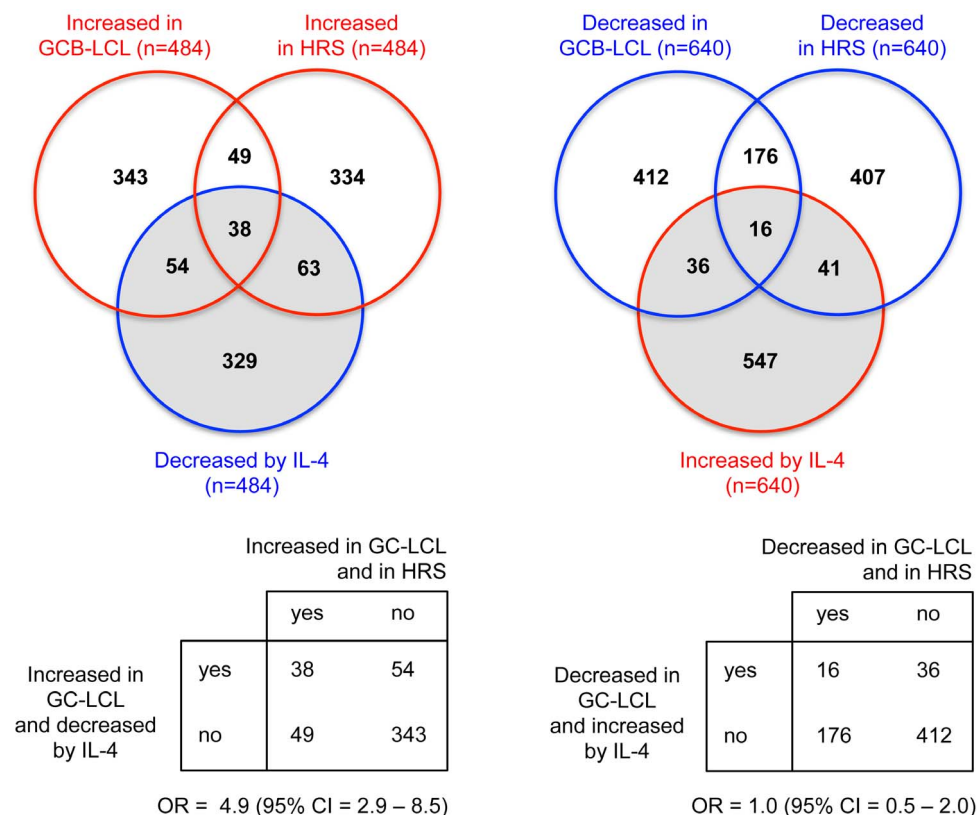 Increased in
GCB-LCL (n=484)
Increased
in HRS (n=484)
343
49
334
38
54
63
329
Decreased by IL-4
(n=484)
Decreased in
GCB-LCL (n=640)
Decreased
in HRS (n=640)
412
176
407
16
36
41
547
Increased by IL-4
(n=640)
Increased in GC-LCL
and in HRS
yes no
Increased in
GC-LCL
and decreased
by IL-4
yes 38 54
no 49 343
OR = 4.9 (95% CI = 2.9 – 8.5)
Decreased in GC-LCL
and in HRS
yes no
Decreased in
GC-LCL
and increased
by IL-4
yes 16 36
no 176 412
OR = 1.0 (95% CI = 0.5 – 2.0)